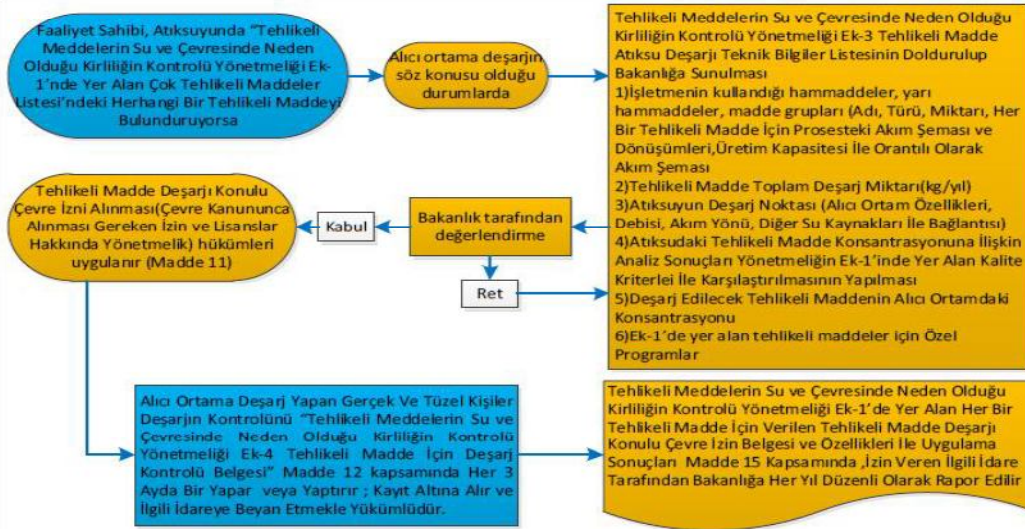 Faaliyet Sahibi, Atıksuyunda “Tehlikeli
Meddelerin Su ve Çevresinde Neden
Olduğu Kirliliğin Kontrolü Yönetmeliği Ek-
1’nde Yer Alan Çok Tehlikeli Maddeler
Listesi’ndeki Herhangi Bir Tehlikeli Maddeyi
Bulunduruyorsa
Alıcı ortama deşarjın
söz konusu olduğu
durumlarda
Tehlikeli Meddelerin Su ve Çevresinde Neden Olduğu
Kirliliğin Kontrolü Yönetmeliği Ek-3 Tehlikeli Madde
Atıksu Deşarjı Teknik Bilgiler Listesinin Doldurulup
Bakanlığa Sunulması
1)İşletmenin kullandığı hammaddeler, yarı
hammaddeler, madde grupları (Adı, Türü, Miktarı, Her
Bir Tehlikeli Madde İçin Prosesteki Akım Şeması ve
Dönüşümleri,Üretim Kapasitesi İle Orantılı Olarak
Akım Şeması
2)Tehlikeli Madde Toplam Deşarj Miktarı(kg/yıl)
3)Atıksuyun Deşarj Noktası (Alıcı Ortam Özellikleri,
Debisi, Akım Yönü, Diğer Su Kaynakları İle Bağlantısı)
4)Atıksudaki Tehlikeli Madde Konsantrasyonuna İlişkin
Analiz Sonuçları Yönetmeliğin Ek-1’inde Yer Alan Kalite
Kriterleri İle Karşılaştırılmasının Yapılması
5)Deşarj Edilecek Tehlikeli Maddenin Alıcı Ortamdaki
Konsantrasyonu
6)Ek-1’de yer alan tehlikeli maddeler için Özel
Programlar
Bakanlık tarafından
değerlendirme
Kabul
Ret
Tehlikeli Madde Deşarjı Konulu
Çevre İzni Alınması(Çevre Kanununca
Alınması Gereken İzin ve Lisanslar
Hakkında Yönetmelik) hükümleri
uygulanır (Madde 11)
Alıcı Ortama Deşarj Yapan Gerçek Ve Tüzel Kişiler
Deşarjın Kontrolünü “Tehlikeli Meddelerin Su ve
Çevresinde Neden Olduğu Kirliliğin Kontrolü
Yönetmeliği Ek-4 Tehlikeli Madde İçin Deşarj
Kontrolü Belgesi” Madde 12 kapsamında Her 3
Ayda Bir Yapar veya Yaptırır ; Kayıt Altına Alır ve
İlgili İdareye Beyan Etmekle Yükümlüdür.
Tehlikeli Meddelerin Su ve Çevresinde Neden Olduğu
Kirliliğin Kontrolü Yönetmeliği Ek-1’de Yer Alan Her Bir
Tehlikeli Madde İçin Verilen Tehlikeli Madde Deşarjı
Konulu Çevre İzin Belgesi ve Özellikleri İle Uygulama
Sonuçları Madde 15 Kapsamında ,İzin Veren İlgili İdare
Tarafından Bakanlığa Her Yıl Düzenli Olarak Rapor Edilir